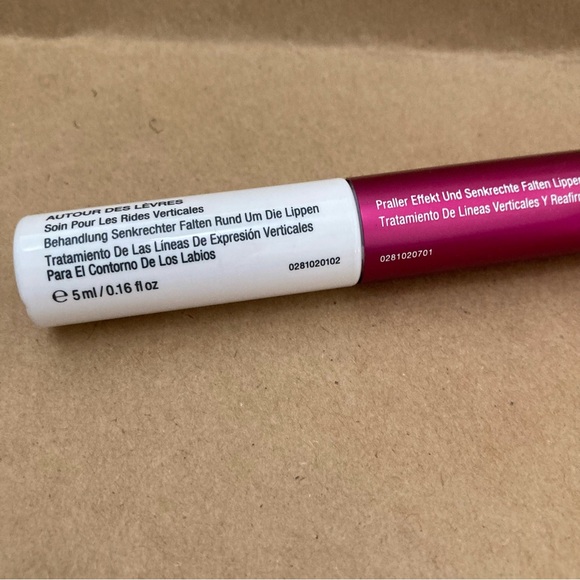 AUTOUR DES LÈVRES
Soin Pour Les Rides Verticales
Behandlung Senkrechter Falten Rund Um Die Lippen
Tratamiento De Las Líneas De Expresión Verticales
Para El Contorno De Los Labios
0281020102
℮ 5 ml / 0.16 fl oz
Praller Effekt Und Senkrechte Falten Lippen
Tratamiento De Líneas Verticales Y Reafir
0281020701